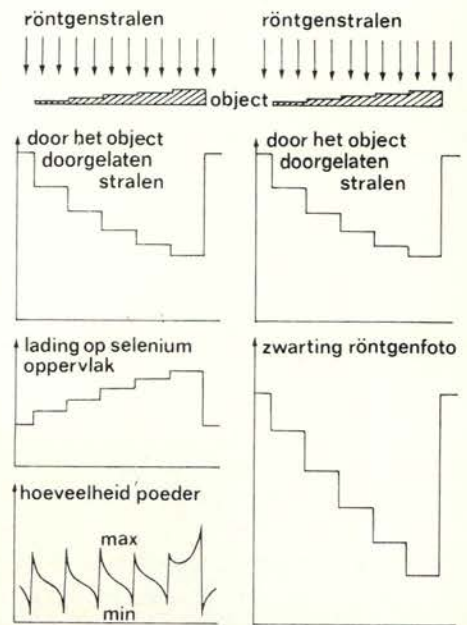 röntgenstralen
röntgenstralen
object
door het object
doorgelaten
stralen
door het object
doorgelaten
stralen
lading op selenium
oppervlak
zwarting röntgenfoto
hoeveelheid poeder
max
min